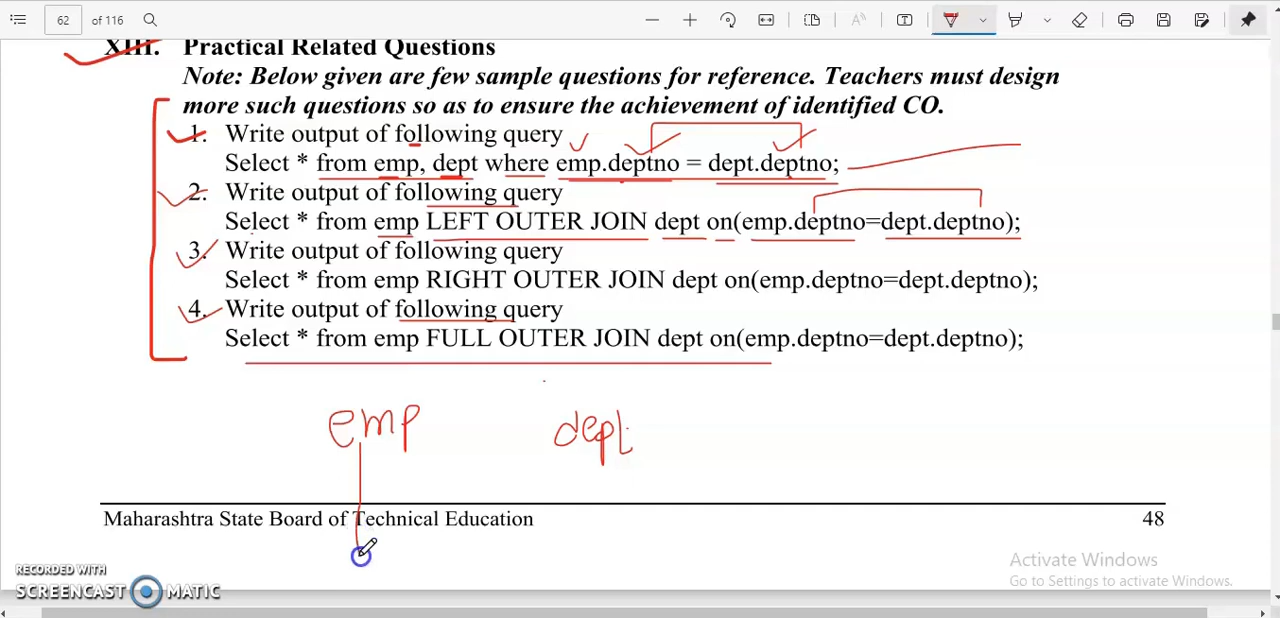 62 of 116
XIII. Practical Related Questions
Note: Below given are few sample questions for reference. Teachers must design
more such questions so as to ensure the achievement of identified CO.
1. Write output of following query
Select * from emp, dept where emp.deptno = dept.deptno;
2. Write output of following query
Select * from emp LEFT OUTER JOIN dept on(emp.deptno=dept.deptno);
3. Write output of following query
Select * from emp RIGHT OUTER JOIN dept on(emp.deptno=dept.deptno);
4. Write output of following query
Select * from emp FULL OUTER JOIN dept on(emp.deptno=dept.deptno);
emp dept
Maharashtra State Board of Technical Education 48
Activate Windows
Go to Settings to activate Windows.
RECORDED WITH
SCREENCAST MATIC